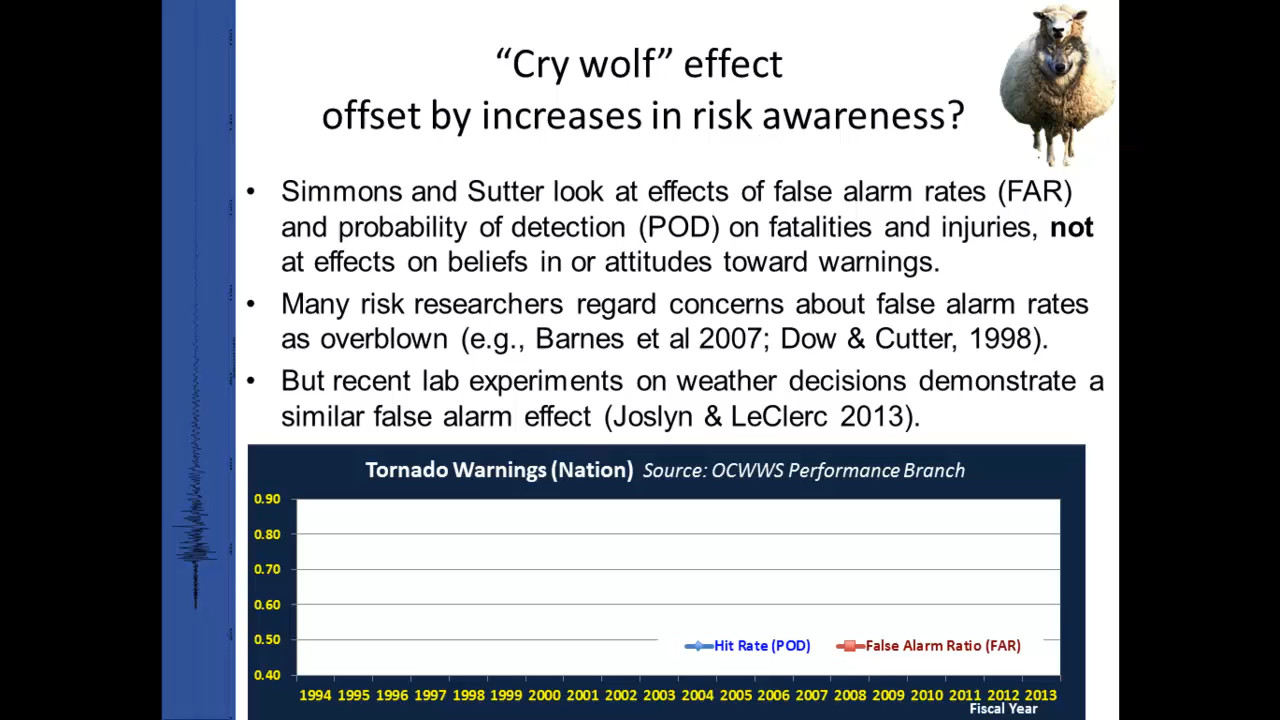 “Cry wolf” effect
offset by increases in risk awareness?
• Simmons and Sutter look at effects of false alarm rates (FAR)
and probability of detection (POD) on fatalities and injuries, not
at effects on beliefs in or attitudes toward warnings.
• Many risk researchers regard concerns about false alarm rates
as overblown (e.g., Barnes et al 2007; Dow & Cutter, 1998).
• But recent lab experiments on weather decisions demonstrate a
similar false alarm effect (Joslyn & LeClerc 2013).
Tornado Warnings (Nation) Source: OCWWS Performance Branch
0.90
0.80
0.70
0.60
0.50
0.40
Hit Rate (POD) False Alarm Ratio (FAR)
1994 1995 1996 1997 1998 1999 2000 2001 2002 2003 2004 2005 2006 2007 2008 2009 2010 2011 2012 2013
Fiscal Year